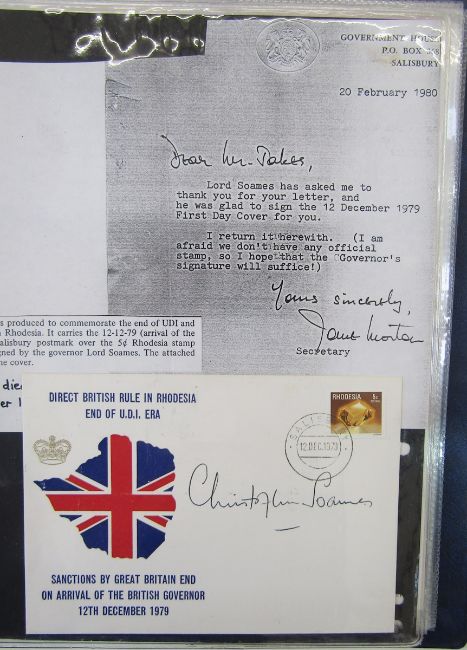 GOVERNMENT HOUSE
P.O. BOX 368
SALISBURY
20 February 1980
Dear Mr. Oakes,
Lord Soames has asked me to
thank you for your letter, and
he was glad to sign the 12 December 1979
First Day Cover for you.
I return it herewith. (I am
afraid we don't have any official
stamp, so I hope that the Governor's
signature will suffice!)
Yours sincerely,
Secretary
s produced to commemorate the end of UDI and
Rhodesia. It carries the 12-12-79 (arrival of the
alisbury postmark over the 5¢ Rhodesia stamp
gned by the governor Lord Soames. The attached
e cover.
died
er
DIRECT BRITISH RULE IN RHODESIA
END OF U.D.I. ERA
RHODESIA 5c
SALISBURY
12 DEC 1979
Christopher Soames
SANCTIONS BY GREAT BRITAIN END
ON ARRIVAL OF THE BRITISH GOVERNOR
12TH DECEMBER 1979